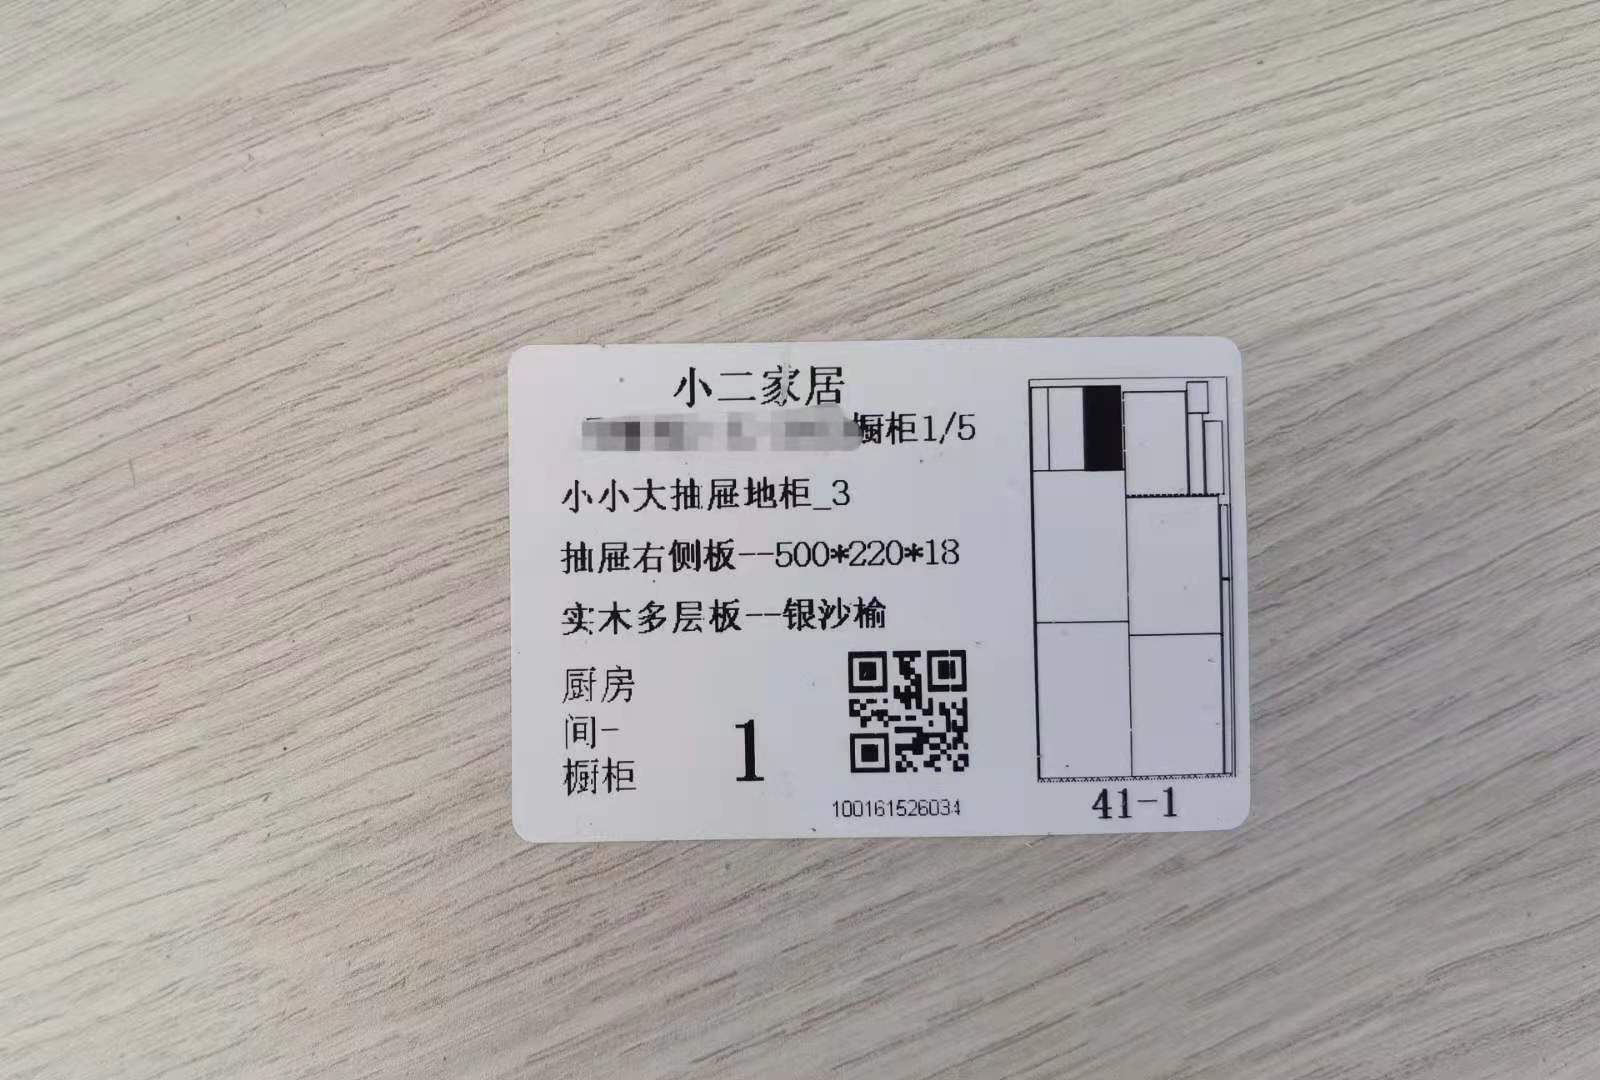 小二家居
橱柜1/5
小小大抽屉地柜_3
抽屉右侧板--500*220*18
实木多层板--银沙榆
厨房
间-
橱柜
1
100161526034
41-1